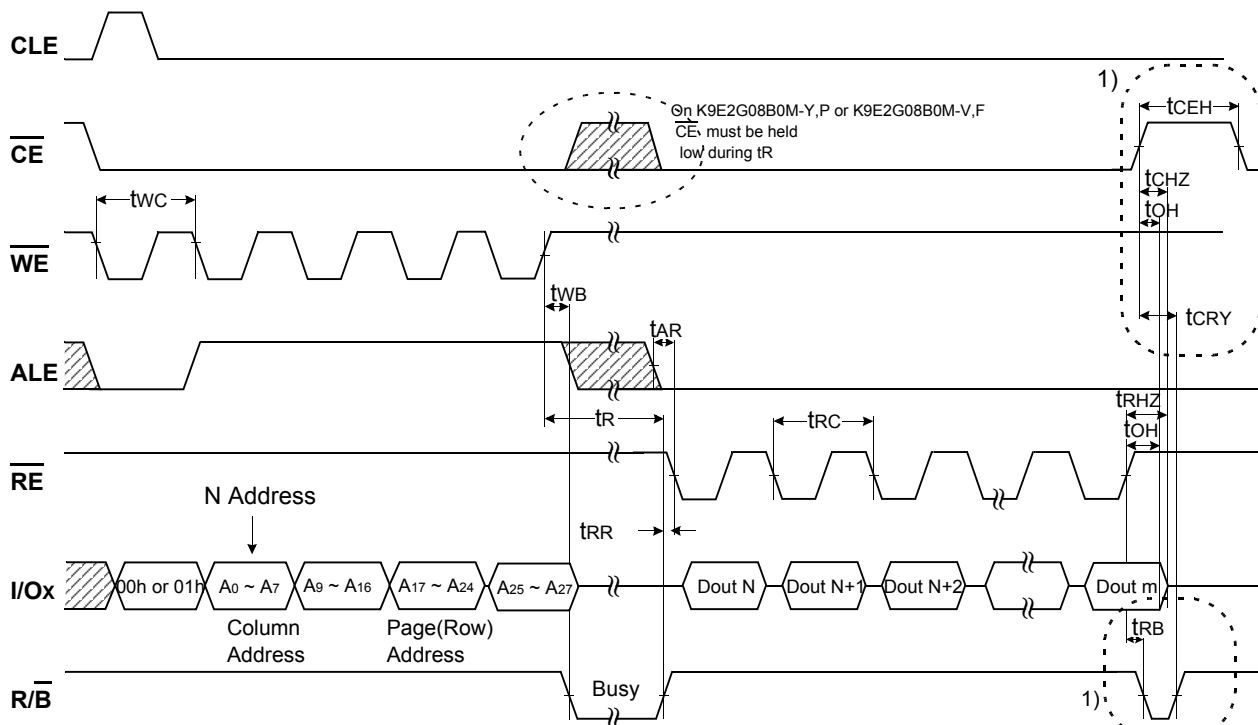 CLE
1)
tCEH
On K9E2G08B0M-Y,P or K9E2G08B0M-V,F
CE must be held
low during tR
CE
tCHZ
tOH
tWC
WE
tWB
tCRY
tAR
ALE
tRHZ
tR
tRC
tOH
RE
N Address
tRR
I/Ox
00h or 01h
A0 ~ A7
A9 ~ A16
A17 ~ A24
A25 ~ A27
Dout N
Dout N+1
Dout N+2
Dout m
Column
Address
Page(Row)
Address
tRB
R/B
Busy
1)